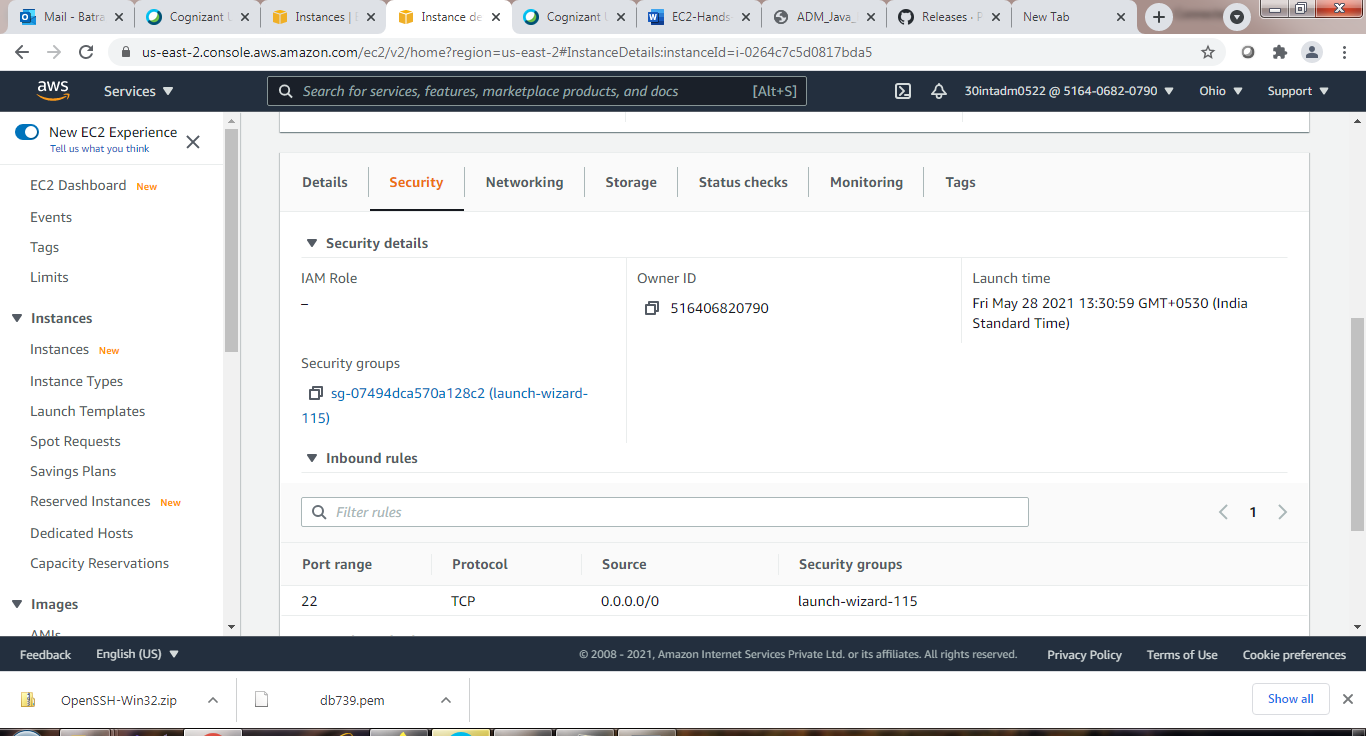 Mail - Batra
Cognizant U
Instances | E
Instance de
Cognizant U
EC2-Hands-
ADM_Java_
Releases · P
New Tab
us-east-2.console.aws.amazon.com/ec2/v2/home?region=us-east-2#InstanceDetails:instanceId=i-0264c7c5d0817bda5
aws
Services
Search for services, features, marketplace products, and docs
[Alt+S]
30intadm0522 @ 5164-0682-0790
Ohio
Support
New EC2 Experience
Tell us what you think
EC2 Dashboard New
Events
Tags
Limits
Instances
Instances New
Instance Types
Launch Templates
Spot Requests
Savings Plans
Reserved Instances New
Dedicated Hosts
Capacity Reservations
Images
AMIs
Details
Security
Networking
Storage
Status checks
Monitoring
Tags
Security details
IAM Role
–
Owner ID
516406820790
Launch time
Fri May 28 2021 13:30:59 GMT+0530 (India
Standard Time)
Security groups
sg-07494dca570a128c2 (launch-wizard-
115)
Inbound rules
Filter rules
1
Port range
Protocol
Source
Security groups
22
TCP
0.0.0.0/0
launch-wizard-115
Feedback
English (US)
© 2008 - 2021, Amazon Internet Services Private Ltd. or its affiliates. All rights reserved.
Privacy Policy
Terms of Use
Cookie preferences
OpenSSH-Win32.zip
db739.pem
Show all